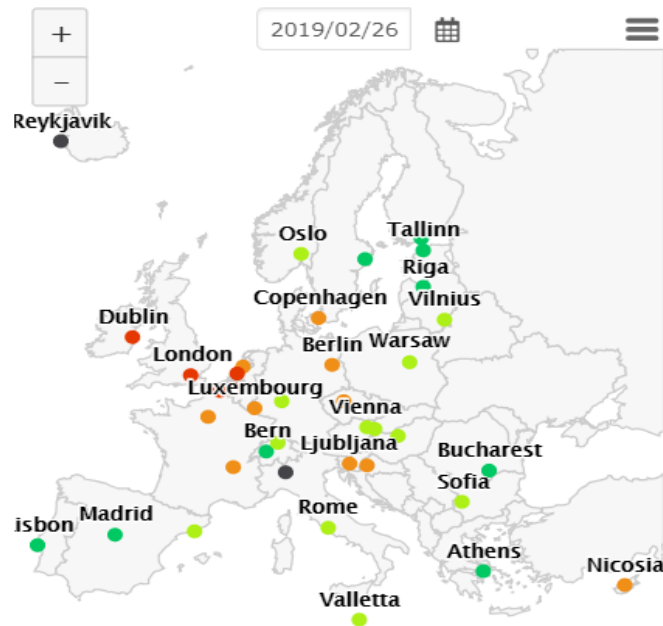 +
2019/02/26
−
Reykjavik
Oslo
Tallinn
Riga
Copenhagen
Vilnius
Dublin
Berlin
Warsaw
London
Luxembourg
Vienna
Bern
Ljubljana
Bucharest
Sofia
Rome
isbon
Madrid
Athens
Nicosia
Valletta